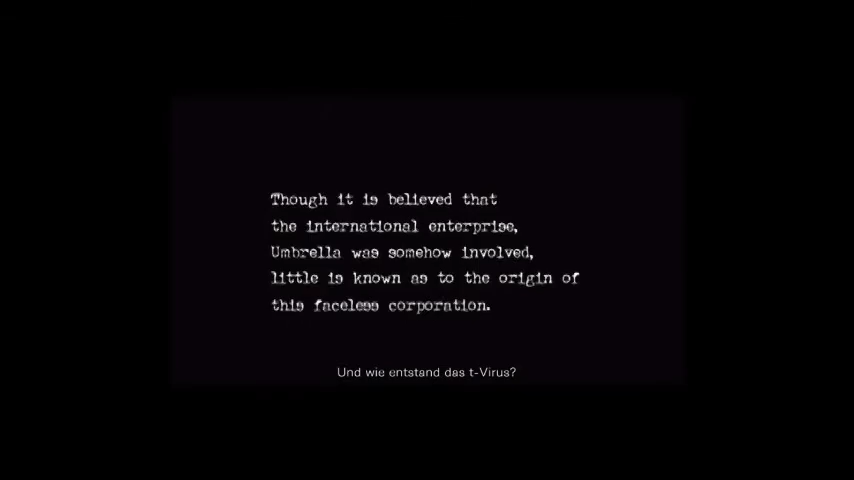 Though it is believed that
the international enterprise,
Umbrella was somehow involved,
little is known as to the origin of
this faceless corporation.
Und wie entstand das t-Virus?